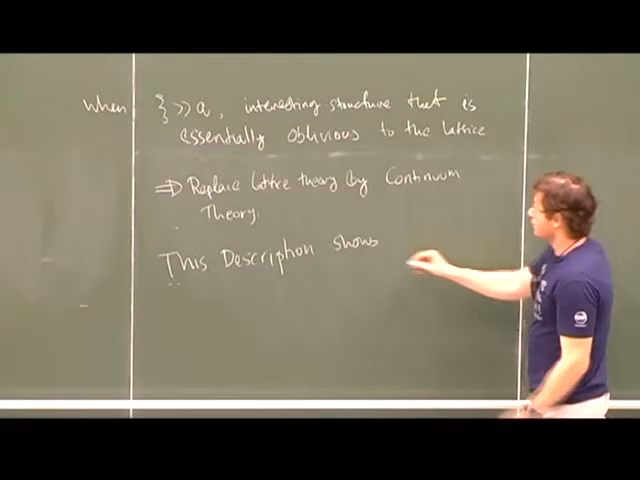 when ξ >> a, interesting structure that is
essentially oblivious to the lattice
⇒ Replace lattice theory by Continuum
Theory.
This Description shows